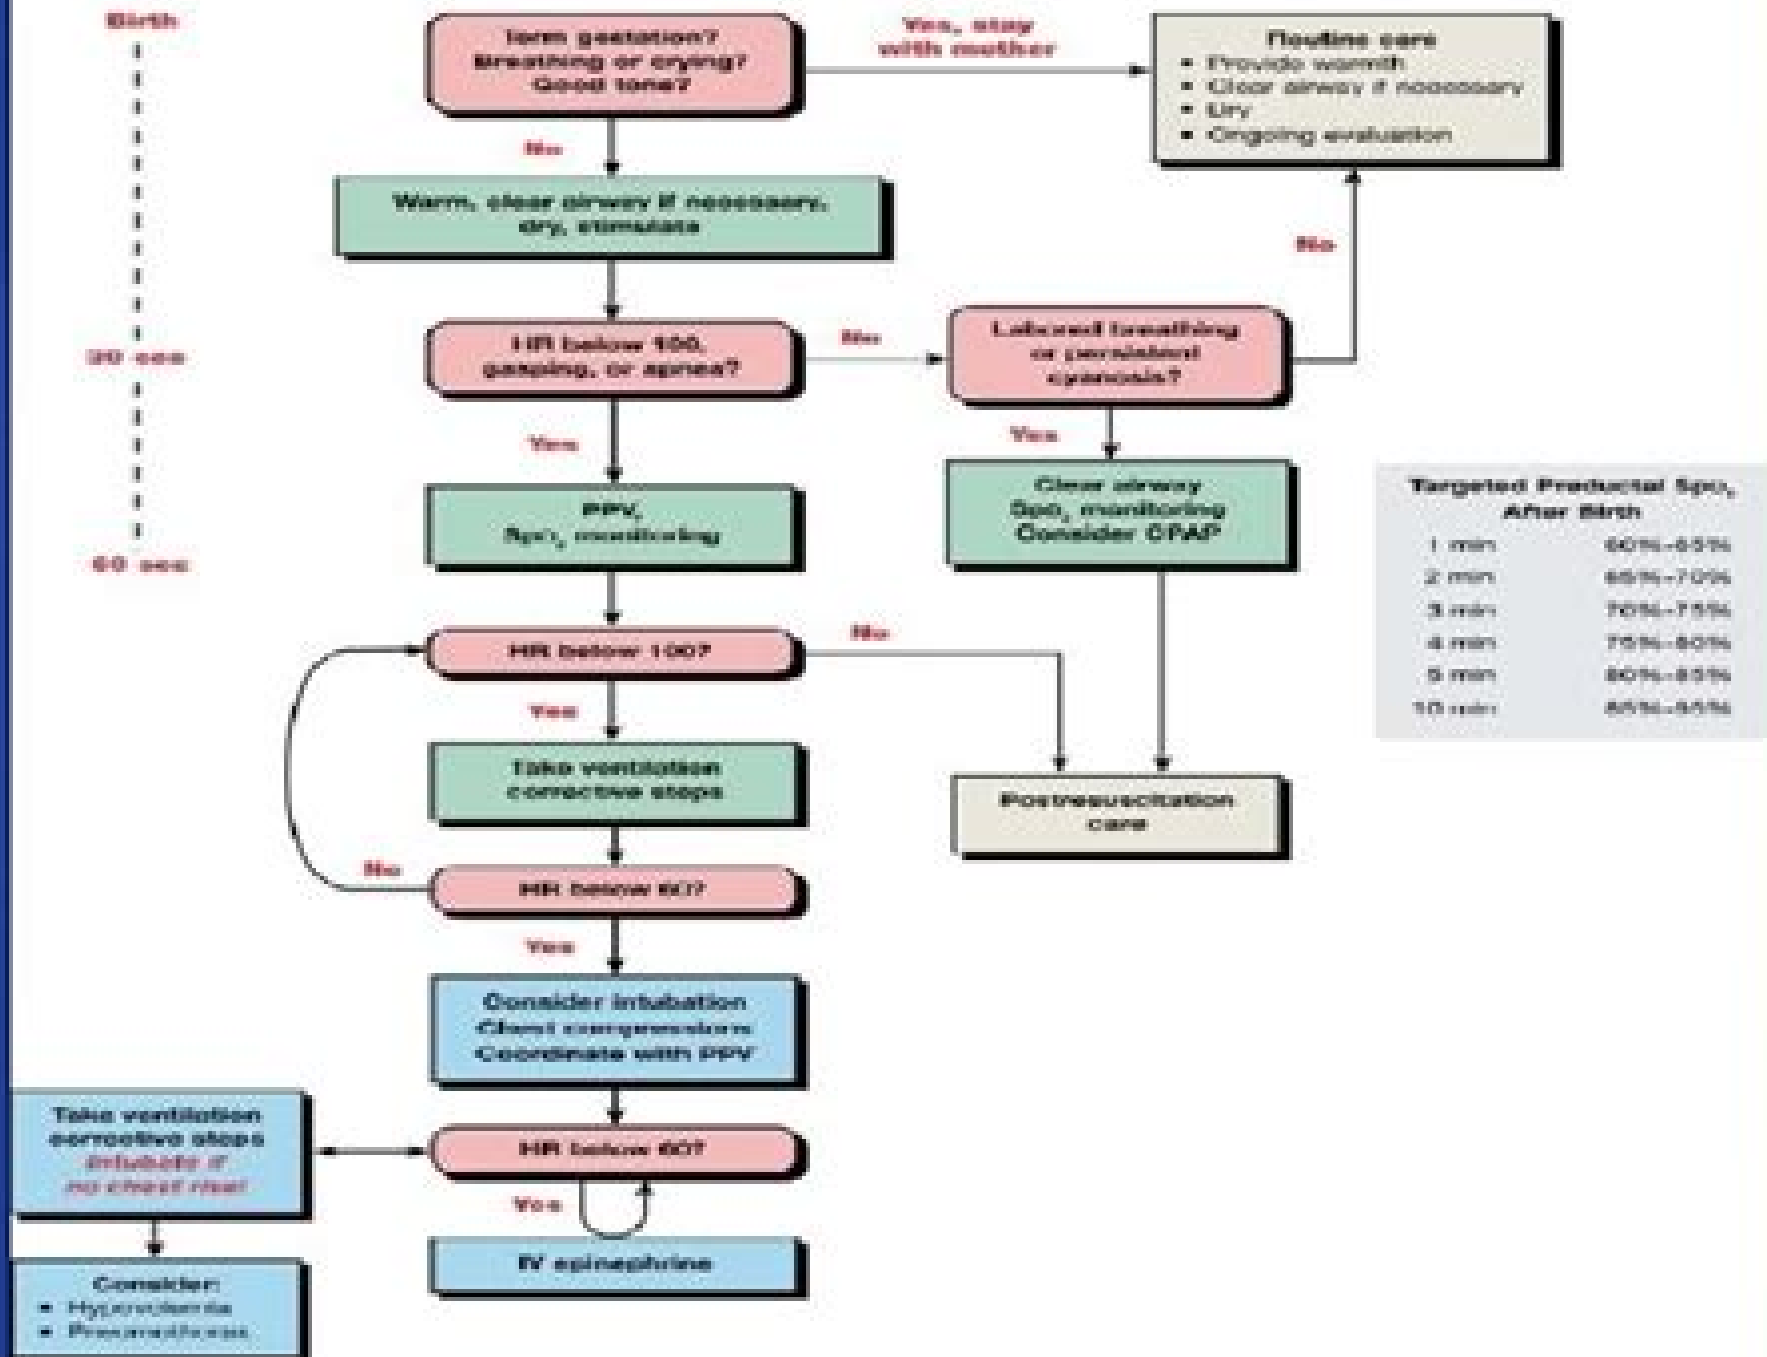 Birth
Term gestation?
Breathing or crying?
Good tone?
Yes, stay
with mother
Routine care
• Provide warmth
• Clear airway if necessary
• Dry
• Ongoing evaluation
No
Warm, clear airway if necessary,
dry, stimulate
No
30 sec
HR below 100,
gasping, or apnea?
No
Labored breathing
or persistent
cyanosis?
Yes
Yes
PPV,
SpO₂ monitoring
Clear airway
SpO₂ monitoring
Consider CPAP
60 sec
Targeted Preductal SpO₂
After Birth
1 min 60%-65%
2 min 65%-70%
3 min 70%-75%
4 min 75%-80%
5 min 80%-85%
10 min 85%-95%
HR below 100?
No
Yes
Take ventilation
corrective steps
Postresuscitation
care
No
HR below 60?
Yes
Consider intubation
Chest compressions
Coordinate with PPV
Take ventilation
corrective steps
Intubate if
no chest rise!
HR below 60?
Yes
IV epinephrine
Consider:
• Hypovolemia
• Pneumothorax